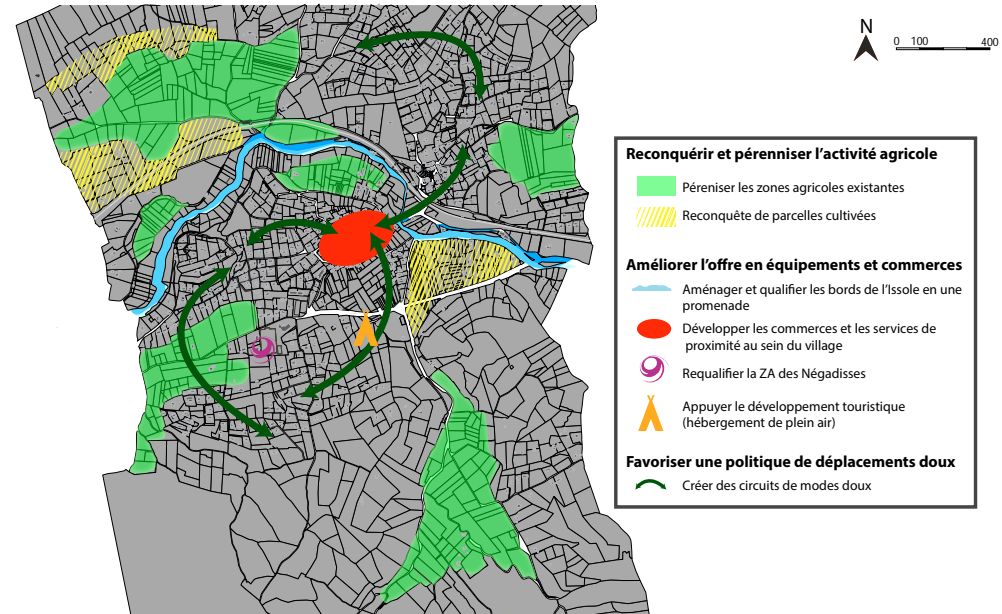 N
0 100 400
Reconquérir et pérenniser l'activité agricole
Péreniser les zones agricoles existantes
Reconquête de parcelles cultivées
Améliorer l'offre en équipements et commerces
Aménager et qualifier les bords de l'Issole en une
promenade
Développer les commerces et les services de
proximité au sein du village
Requalifier la ZA des Négadisses
Appuyer le développement touristique
(hébergement de plein air)
Favoriser une politique de déplacements doux
Créer des circuits de modes doux